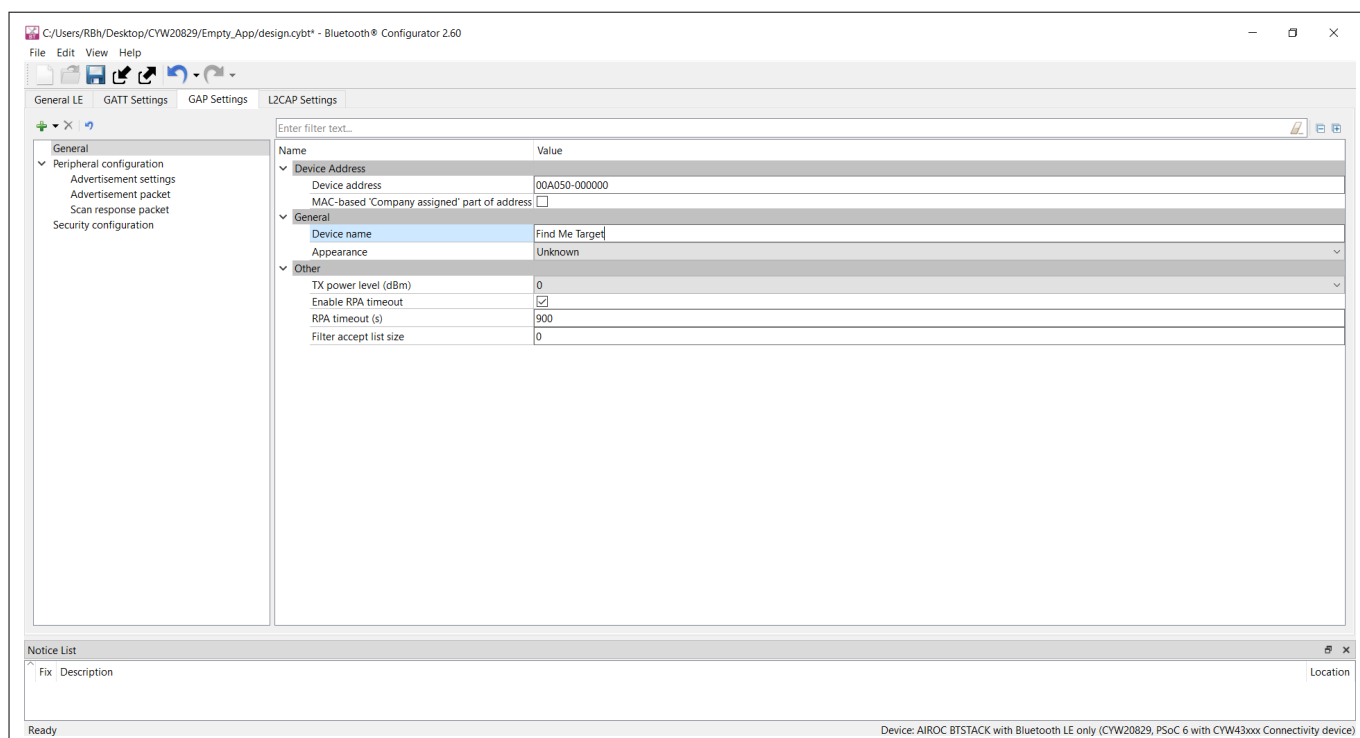 C:/Users/RBh/Desktop/CYW20829/Empty_App/design.cybt* - Bluetooth® Configurator 2.60
File Edit View Help
General LE GATT Settings GAP Settings L2CAP Settings
Enter filter text...
General
Peripheral configuration
Advertisement settings
Advertisement packet
Scan response packet
Security configuration
Name Value
Device Address
Device address 00A050-000000
MAC-based 'Company assigned' part of address
General
Device name Find Me Target
Appearance Unknown
Other
TX power level (dBm) 0
Enable RPA timeout
RPA timeout (s) 900
Filter accept list size 0
Notice List
Fix Description Location
Ready Device: AIROC BTSTACK with Bluetooth LE only (CYW20829, PSoC 6 with CYW43xxx Connectivity device)